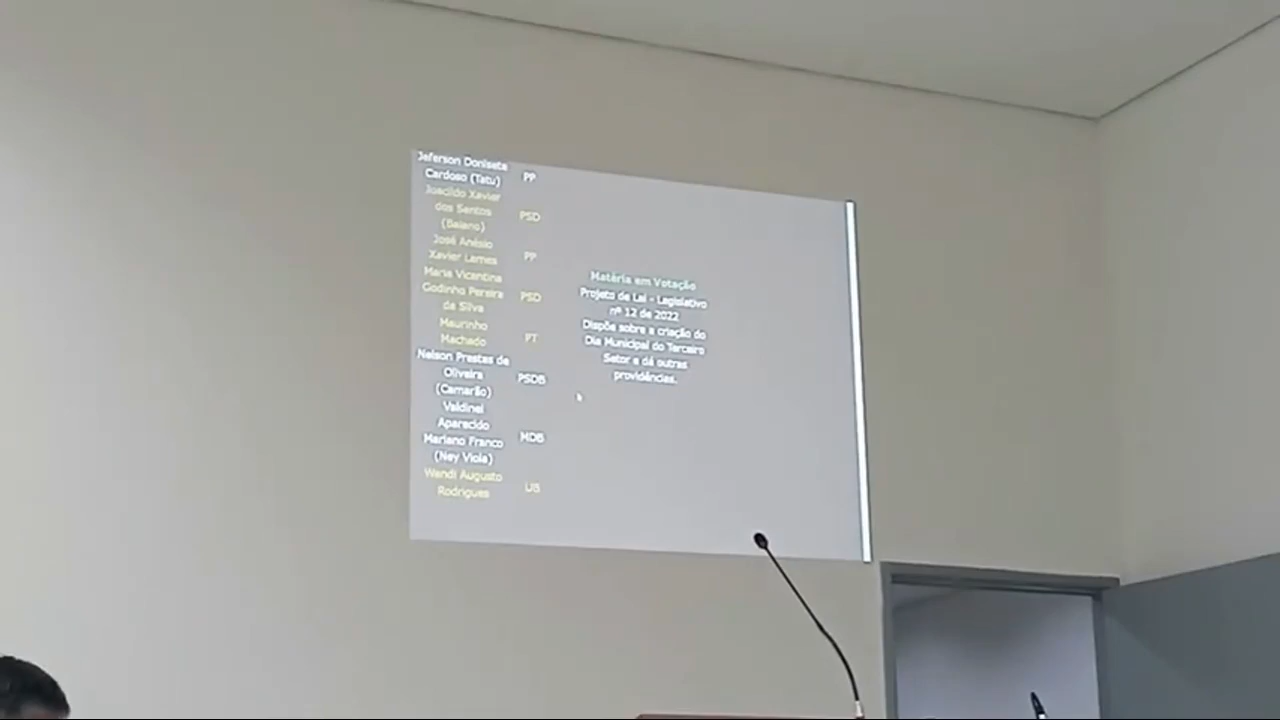 Jeferson Donisete
Cardoso (Tatu) PP
Joacildo Xavier
dos Santos PSD
(Baiano)
José Anésio
Xavier Lemes PP
Maria Vicentina
Godinho Pereira PSD
da Silva
Maurinho
Machado PT
Nelson Prestes de
Oliveira PSDB
(Camarão)
Valdinei
Aparecido
Mariano Franco MDB
(Ney Viola)
Wendi Augusto
Rodrigues UB
Matéria em Votação
Projeto de Lei - Legislativo
nº 12 de 2022
Dispõe sobre a criação do
Dia Municipal do Terceiro
Setor e dá outras
providências.